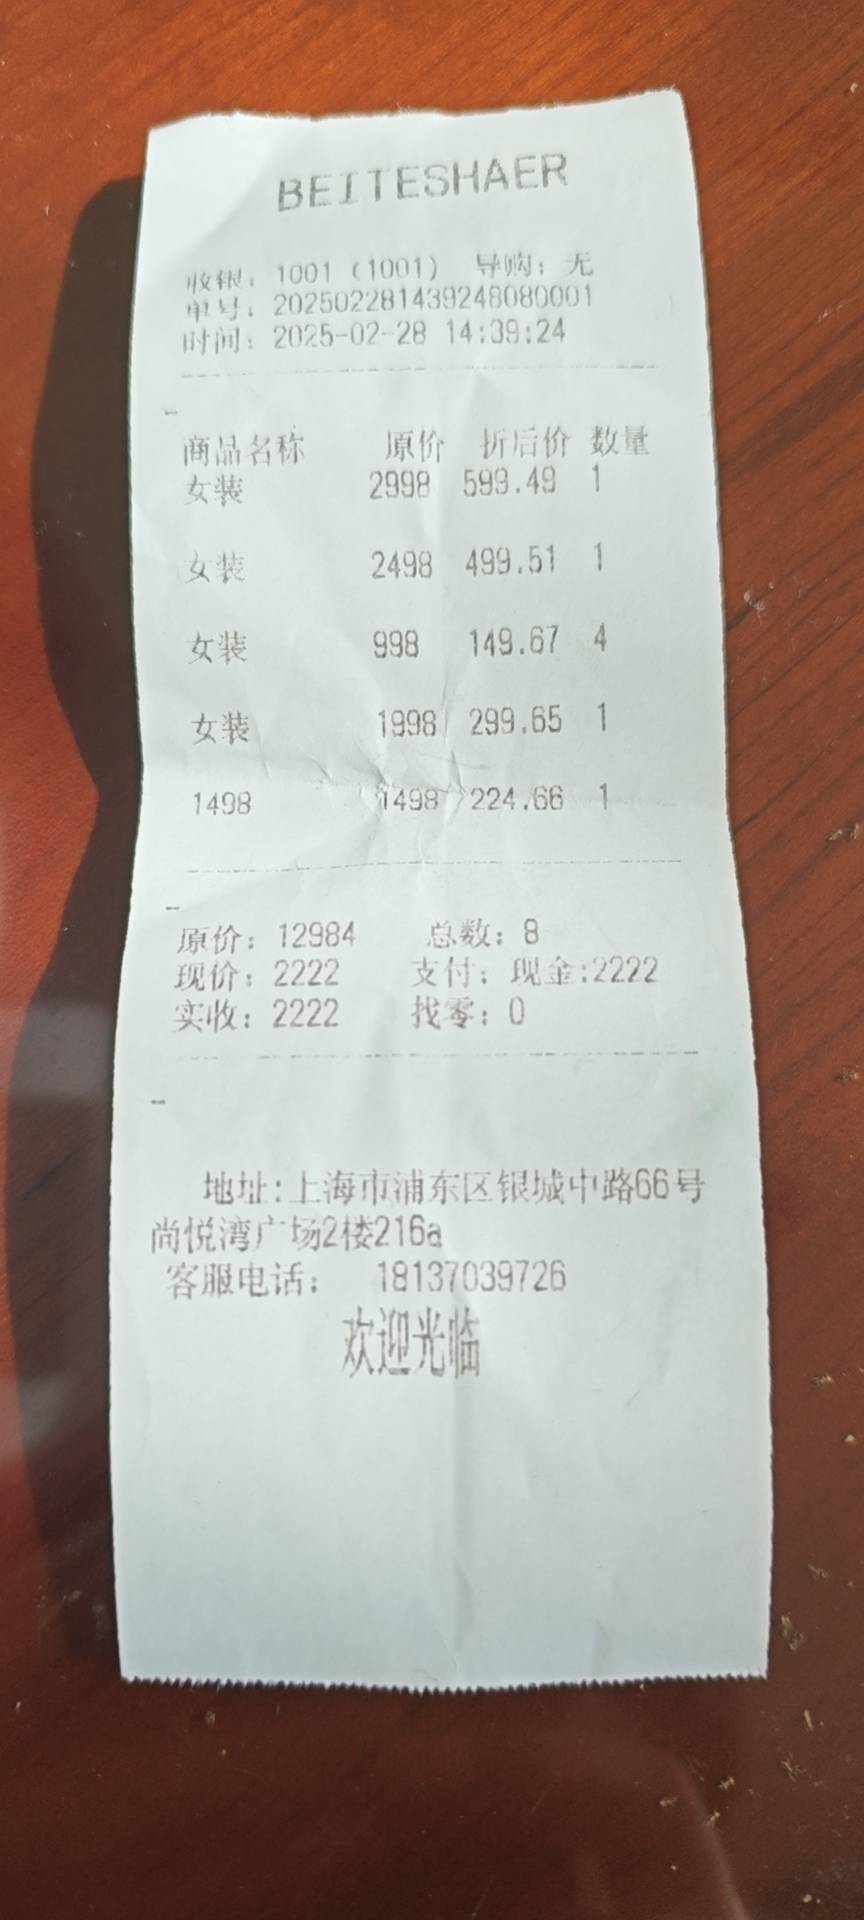 BEITESHAER
收银：1001（1001） 导购：无
单号：202502281439248080001
时间：2025-02-28 14:39:24
商品名称 原价 折后价 数量
女装 2998 599.49 1
女装 2498 499.51 1
女装 998 149.67 4
女装 1998 299.65 1
1498 1498 224.66 1
原价：12984 总数：8
现价：2222 支付：现金:2222
实收：2222 找零：0
地址:上海市浦东区银城中路66号
尚悦湾广场2楼216a
客服电话： 18137039726
欢迎光临